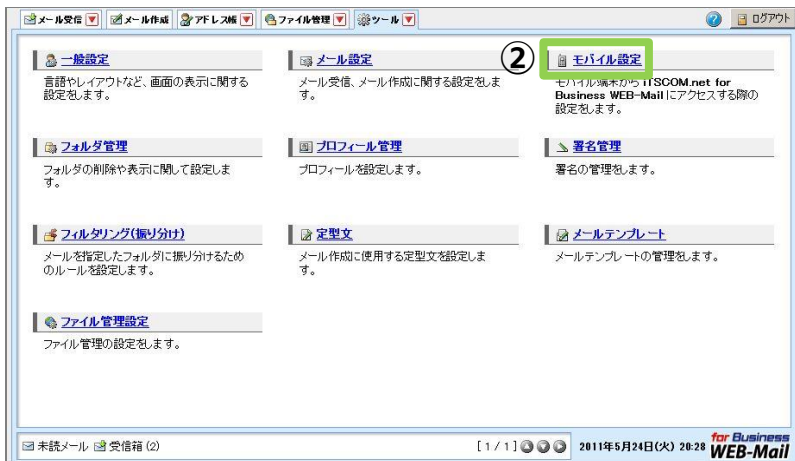 メール受信 メール作成 アドレス帳 ファイル管理 ツール ログアウト
一般設定
言語やレイアウトなど、画面の表示に関する
設定をします。
メール設定
メール受信、メール作成に関する設定をしま
す。
②
モバイル設定
モバイル端末から iTSCOM.net for
Business WEB-Mail にアクセスする際の
設定をします。
フォルダ管理
フォルダの削除や表示に関して設定しま
す。
プロフィール管理
プロフィールを設定します。
署名管理
署名の管理をします。
フィルタリング(振り分け)
メールを指定したフォルダに振り分けるため
のルールを設定します。
定型文
メール作成に使用する定型文を設定しま
す。
メールテンプレート
メールテンプレートの管理をします。
ファイル管理設定
ファイル管理の設定をします。
未読メール 受信箱 (2) [1/1] 2011年5月24日(火) 20:28
for Business
WEB-Mail